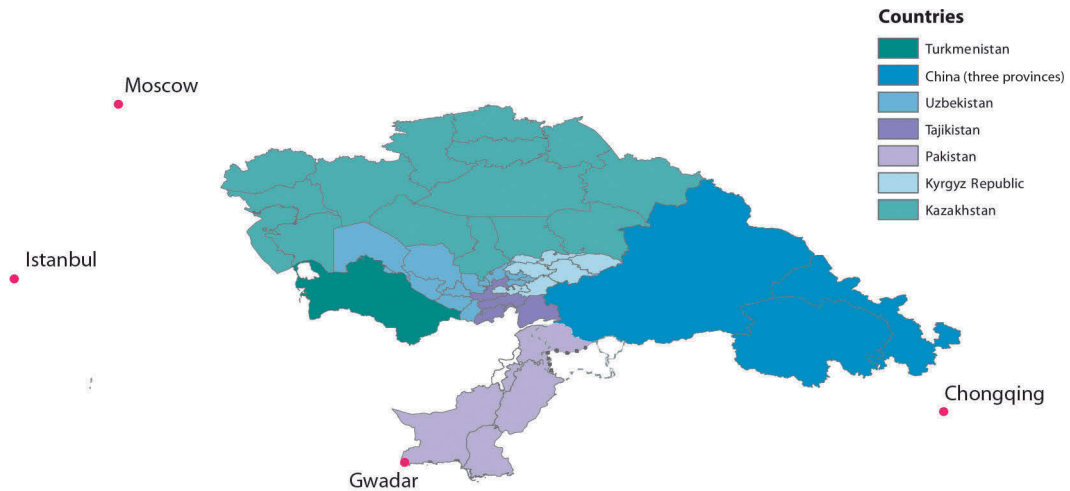 Countries
Turkmenistan
China (three provinces)
Uzbekistan
Tajikistan
Pakistan
Kyrgyz Republic
Kazakhstan
Moscow
Istanbul
Chongqing
Gwadar